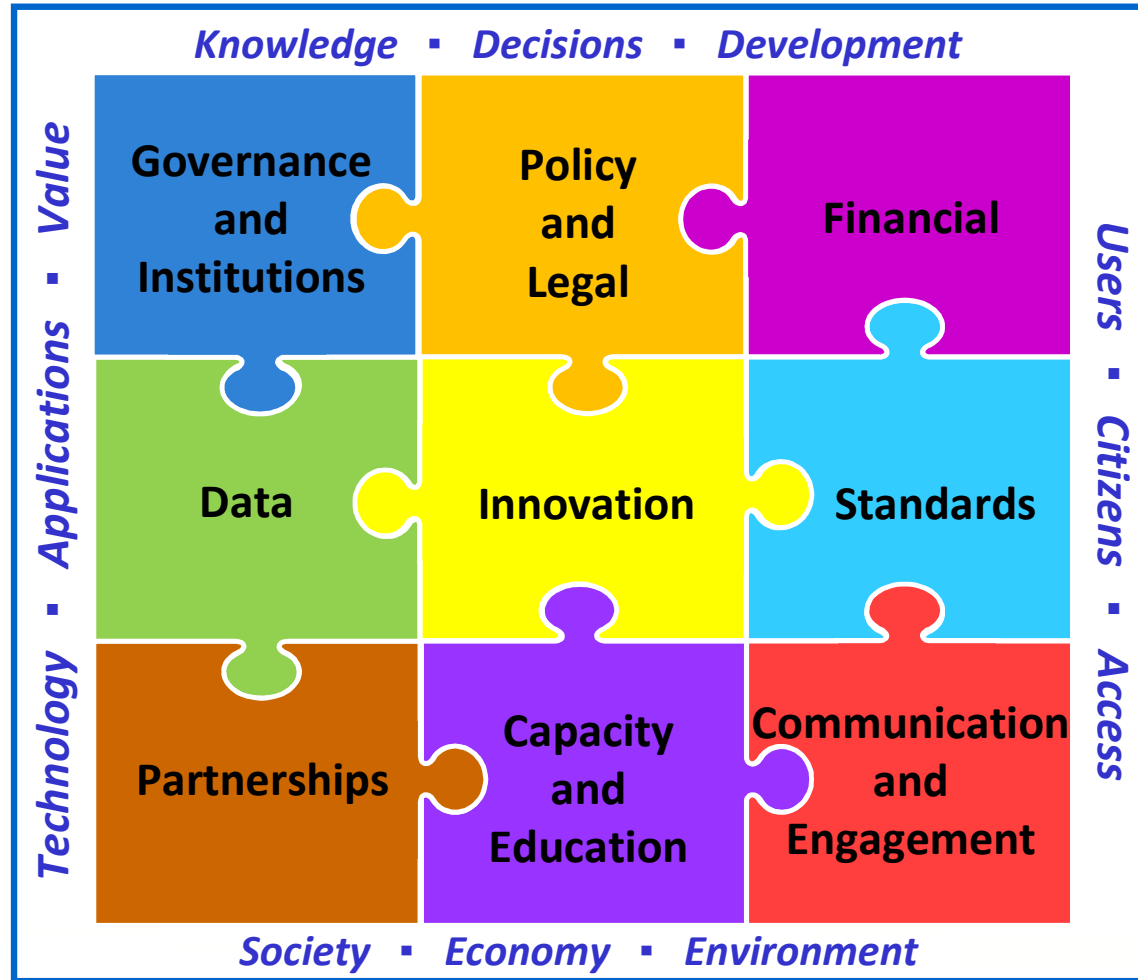 Knowledge ▪ Decisions ▪ Development
Technology ▪ Applications ▪ Value
Governance
and
Institutions
Policy
and
Legal
Financial
Users ▪ Citizens ▪ Access
Data
Innovation
Standards
Partnerships
Capacity
and
Education
Communication
and
Engagement
Society ▪ Economy ▪ Environment